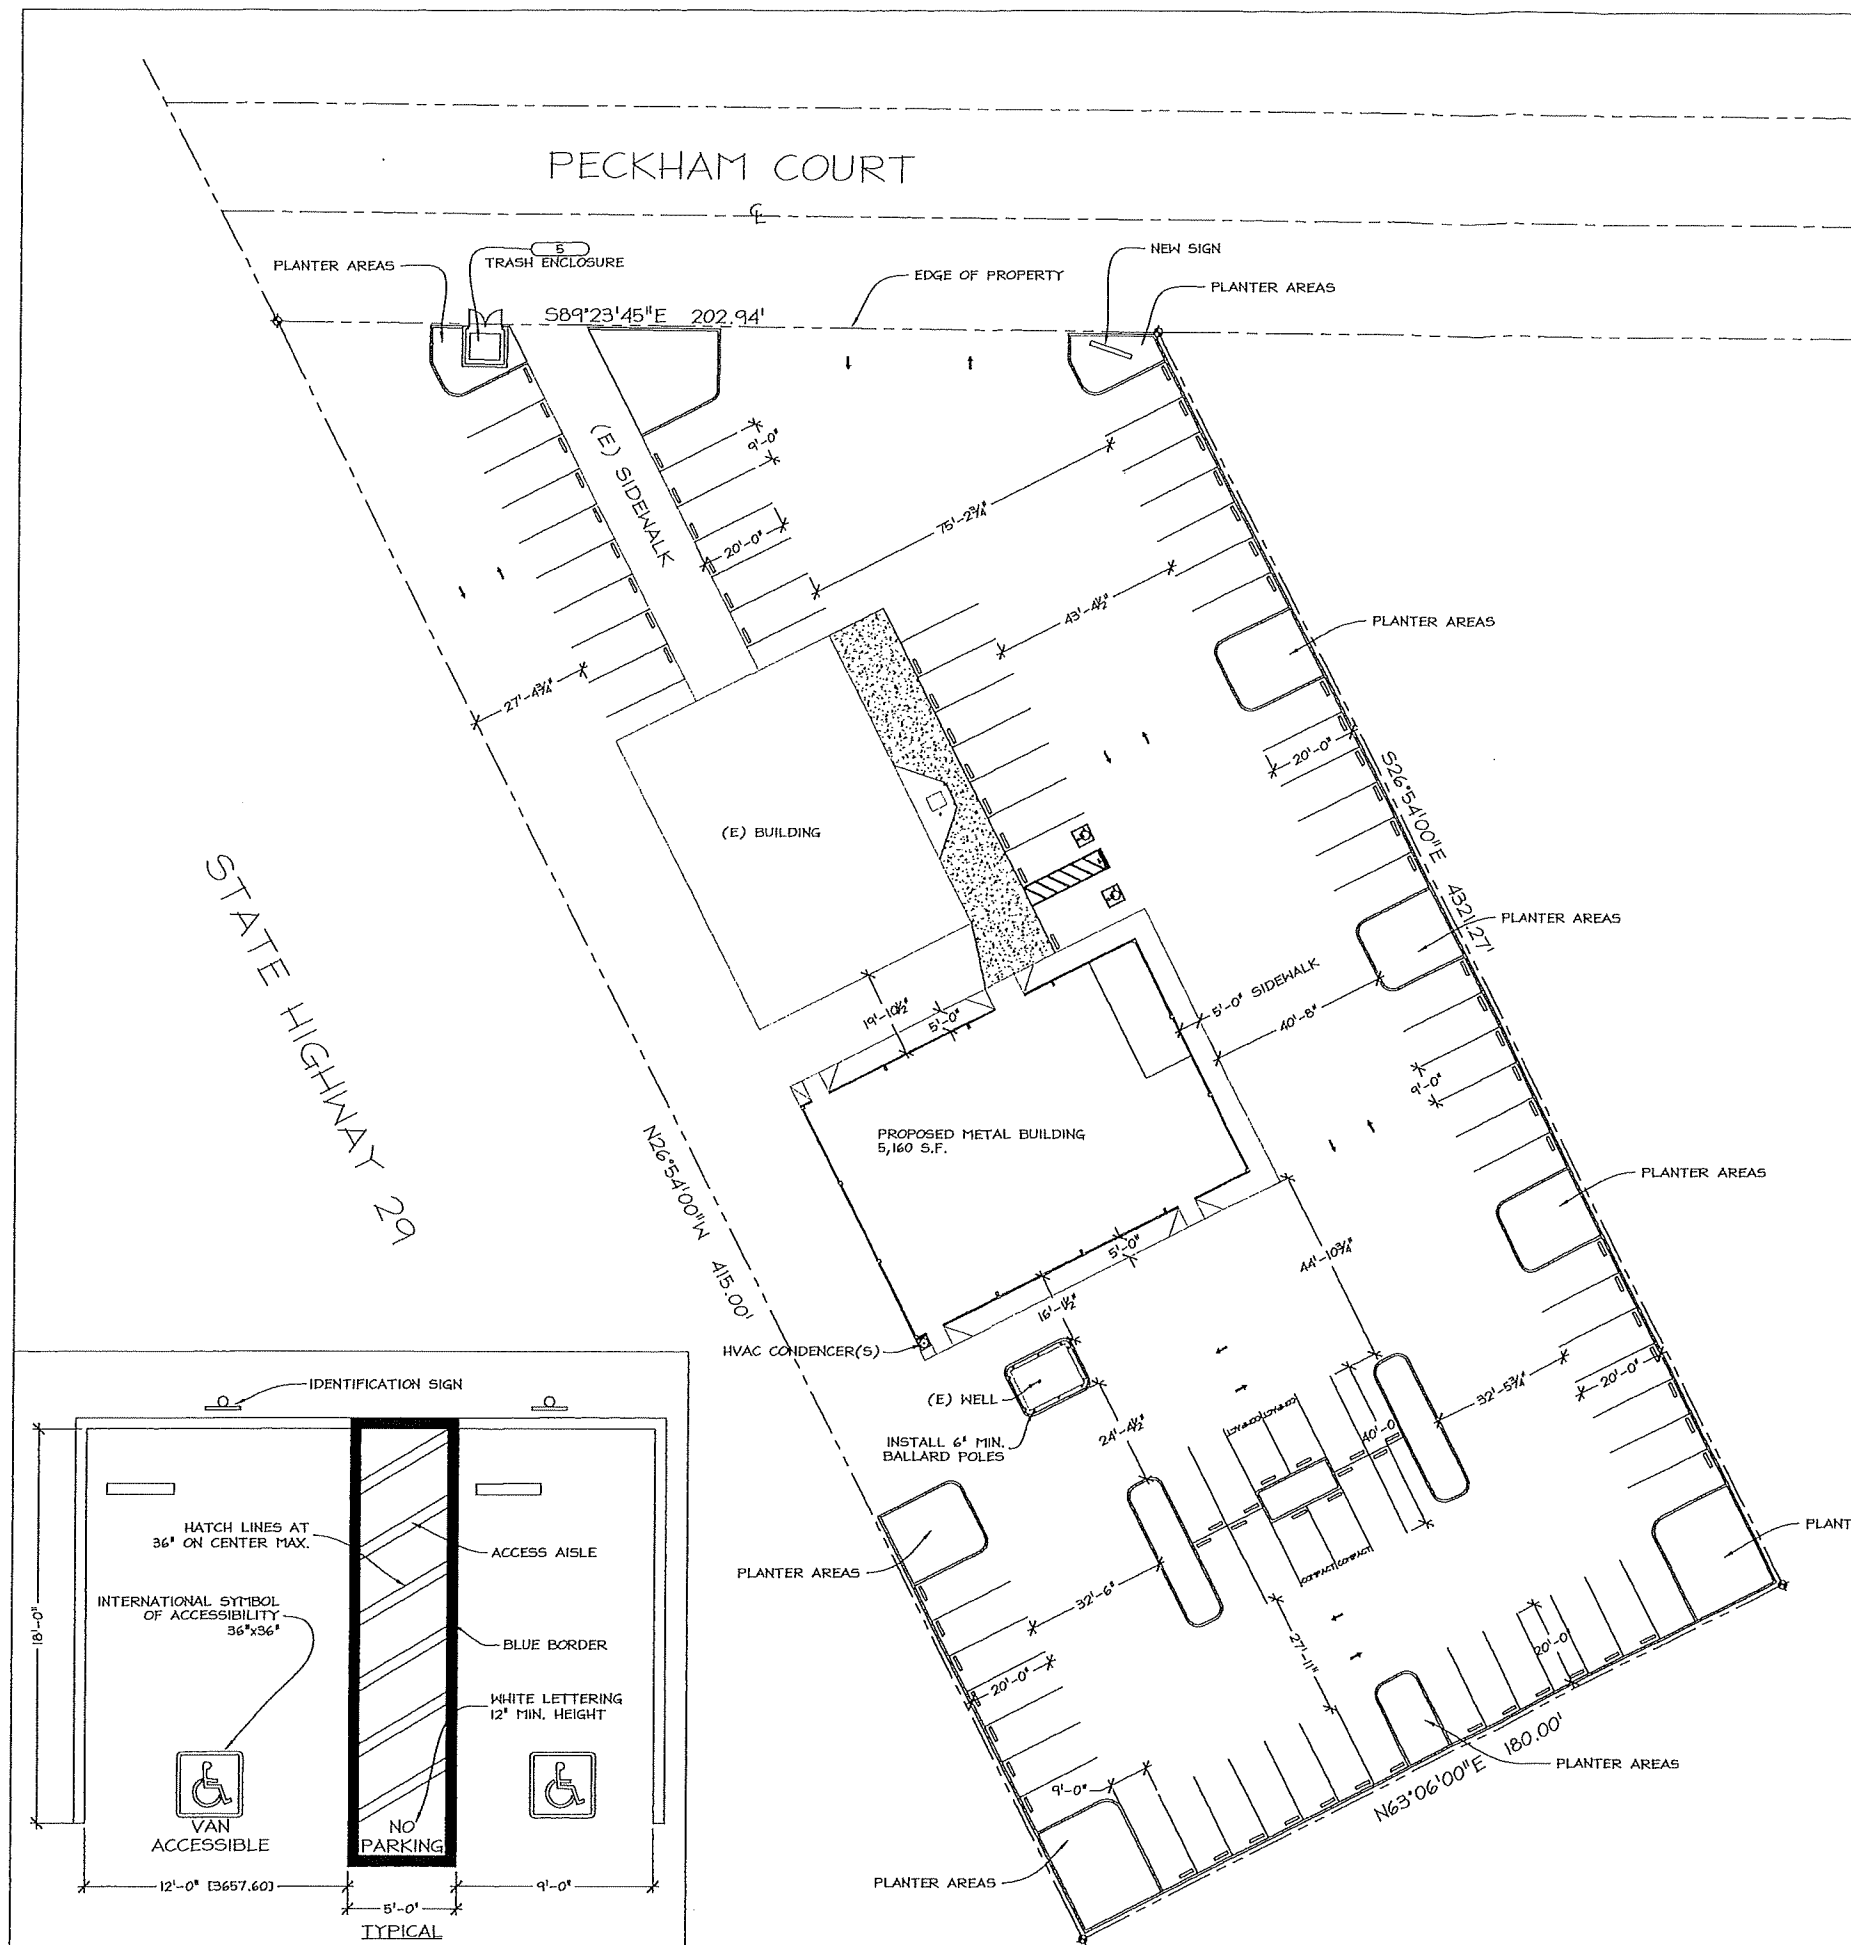 PECKHAM COURT
5
TRASH ENCLOSURE
PLANTER AREAS
NEW SIGN
EDGE OF PROPERTY
PLANTER AREAS
S89°23'45"E 202.94'
(E) SIDEWALK
9'-0"
20'-0"
75'-2¾"
43'-4½"
PLANTER AREAS
27'-4¾"
20'-0"
S26°54'00"E 4321.27'
(E) BUILDING
STATE HIGHWAY 29
PLANTER AREAS
5'-0" SIDEWALK
19'-10½"
5'-0"
40'-8"
9'-0"
PROPOSED METAL BUILDING
5,160 S.F.
N26°54'00"W 415.00'
PLANTER AREAS
5'-0"
44'-10¾"
16'-1½"
HVAC CONDENCER(S)
(E) WELL
INSTALL 6" MIN.
BALLARD POLES
24'-4½"
32'-5¾"
20'-0"
COMPACT COMPACT
40'-0
PLANT
PLANTER AREAS
32'-6"
COMPACT COMPACT
20'-0"
27'-11"
20'-0"
9'-0"
N63°06'00"E 180.00'
PLANTER AREAS
PLANTER AREAS
IDENTIFICATION SIGN
HATCH LINES AT
36" ON CENTER MAX.
ACCESS AISLE
INTERNATIONAL SYMBOL
OF ACCESSIBILITY
36"x36"
18'-0"
BLUE BORDER
WHITE LETTERING
12" MIN. HEIGHT
VAN
ACCESSIBLE
NO
PARKING
12'-0" [3657.60]
5'-0"
9'-0"
TYPICAL